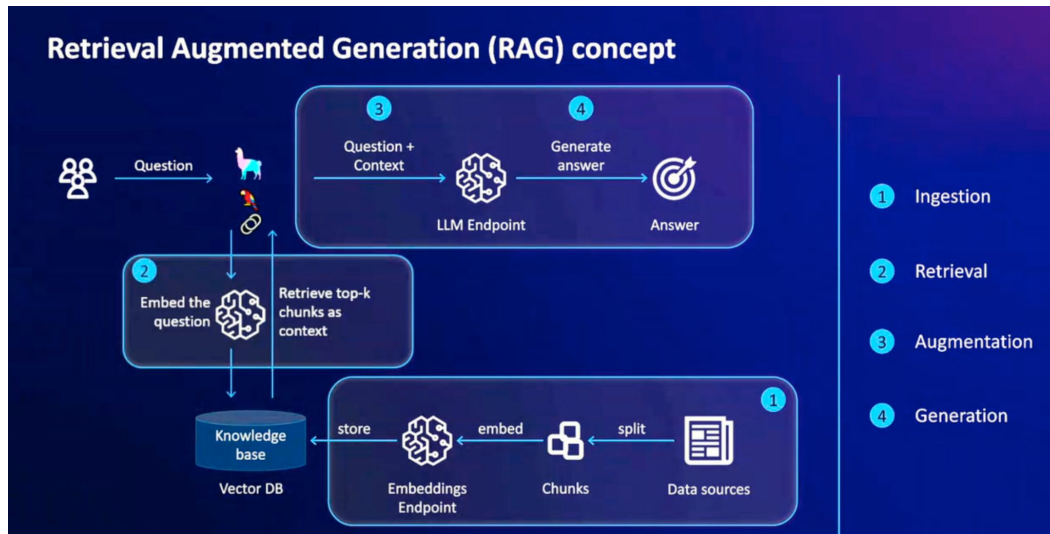 Retrieval Augmented Generation (RAG) concept
3
4
Question +
Context
Generate
answer
Question
LLM Endpoint
Answer
2
Embed the
question
Retrieve top-k
chunks as
context
1
Knowledge
base
Vector DB
store
embed
split
Embeddings
Endpoint
Chunks
Data sources
1 Ingestion
2 Retrieval
3 Augmentation
4 Generation